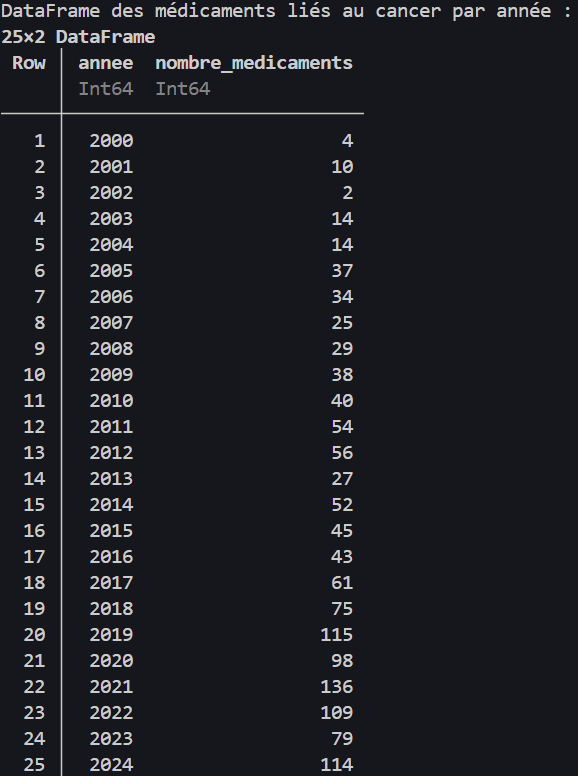 DataFrame des médicaments liés au cancer par année :
25×2 DataFrame
Row annee nombre_medicaments
Int64 Int64
1 2000 4
2 2001 10
3 2002 2
4 2003 14
5 2004 14
6 2005 37
7 2006 34
8 2007 25
9 2008 29
10 2009 38
11 2010 40
12 2011 54
13 2012 56
14 2013 27
15 2014 52
16 2015 45
17 2016 43
18 2017 61
19 2018 75
20 2019 115
21 2020 98
22 2021 136
23 2022 109
24 2023 79
25 2024 114